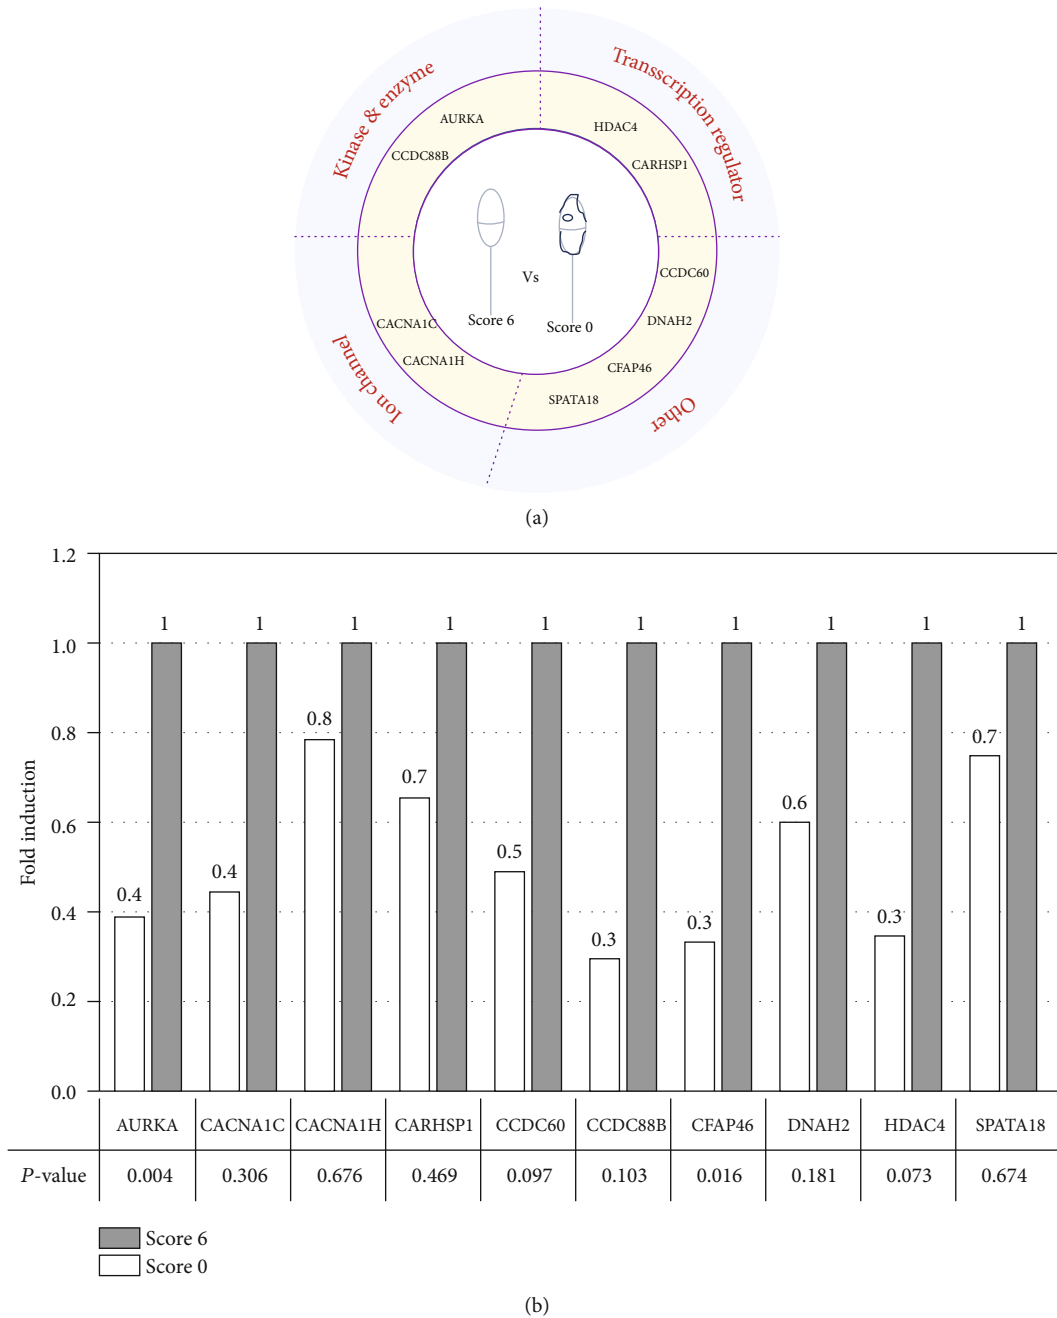 Kinase & enzyme
Transscription regulator
AURKA
HDAC4
CCDC88B
CARHSP1
CCDC60
Vs
Score 6
Score 0
CACNA1C
DNAH2
CACNA1H
CFAP46
SPATA18
Ion channel
Other
(a)
Fold induction
1.2
1.0
0.8
0.6
0.4
0.2
0.0
0.4 1
0.4 1
0.8 1
0.7 1
0.5 1
0.3 1
0.3 1
0.6 1
0.3 1
0.7 1
AURKA CACNA1C CACNA1H CARHSP1 CCDC60 CCDC88B CFAP46 DNAH2 HDAC4 SPATA18
P-value 0.004 0.306 0.676 0.469 0.097 0.103 0.016 0.181 0.073 0.674
Score 6
Score 0
(b)